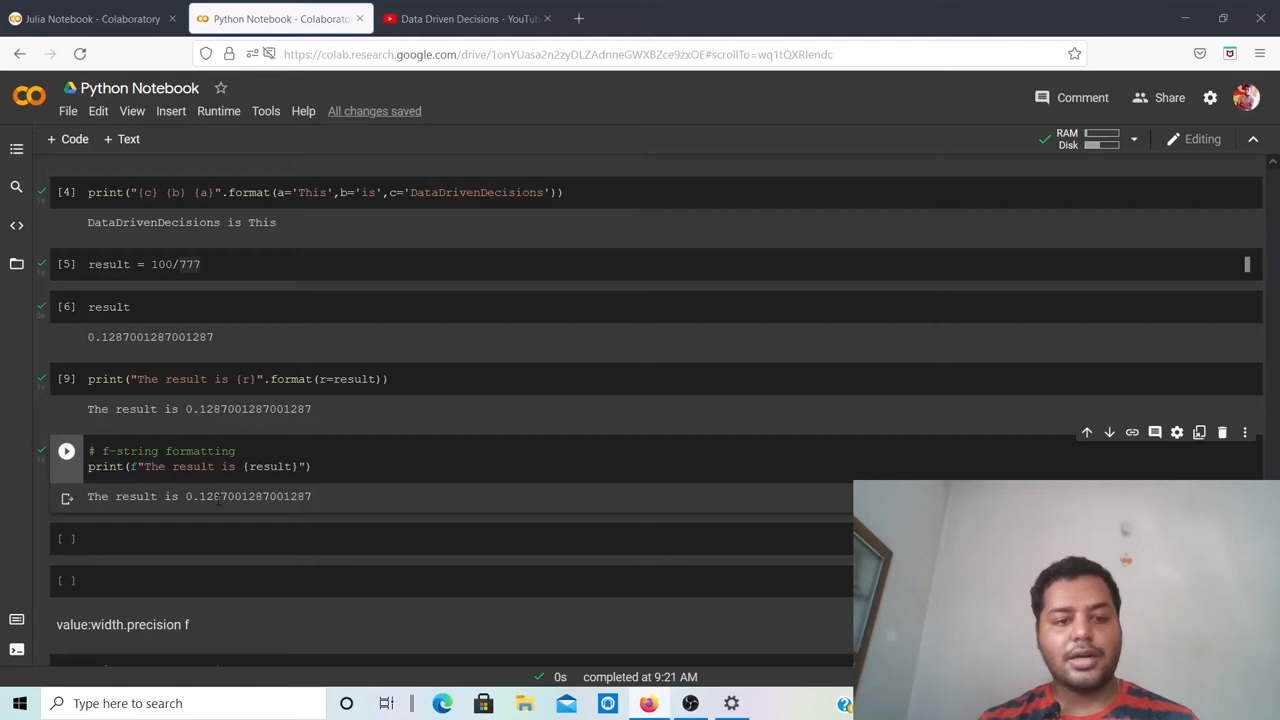 Julia Notebook - Colaboratory
Python Notebook - Colaborator
Data Driven Decisions - YouTub
https://colab.research.google.com/drive/1onYUasa2n2zyDLZAdnneGWXBZce9zxOE#scrollTo=wq1tQXRIendc
Python Notebook
Comment
Share
File Edit View Insert Runtime Tools Help All changes saved
+ Code + Text
RAM
Disk
Editing
[4] print("{c} {b} {a}".format(a='This',b='is',c='DataDrivenDecisions'))
DataDrivenDecisions is This
[5] result = 100/777
[6] result
0.1287001287001287
[9] print("The result is {r}".format(r=result))
The result is 0.1287001287001287
# f-string formatting
print(f"The result is {result}")
The result is 0.1287001287001287
[ ]
[ ]
value:width.precision f
0s completed at 9:21 AM
Type here to search